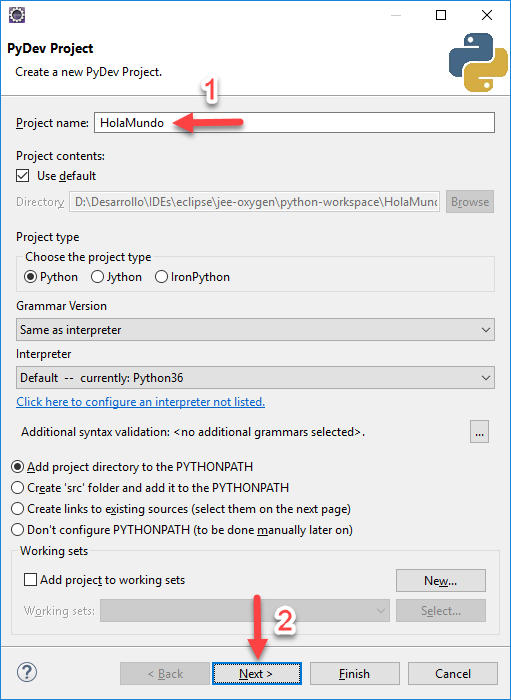 PyDev Project
Create a new PyDev Project.
1
Project name: HolaMundo
Project contents:
Use default
Directory D:\Desarrollo\IDEs\eclipse\jee-oxygen\python-workspace\HolaMund Browse
Project type
Choose the project type
Python Jython IronPython
Grammar Version
Same as interpreter
Interpreter
Default -- currently: Python36
Click here to configure an interpreter not listed.
Additional syntax validation: <no additional grammars selected>. ...
Add project directory to the PYTHONPATH
Create 'src' folder and add it to the PYTHONPATH
Create links to existing sources (select them on the next page)
Don't configure PYTHONPATH (to be done manually later on)
Working sets
Add project to working sets New...
Working sets: Select...
2
? < Back Next > Finish Cancel